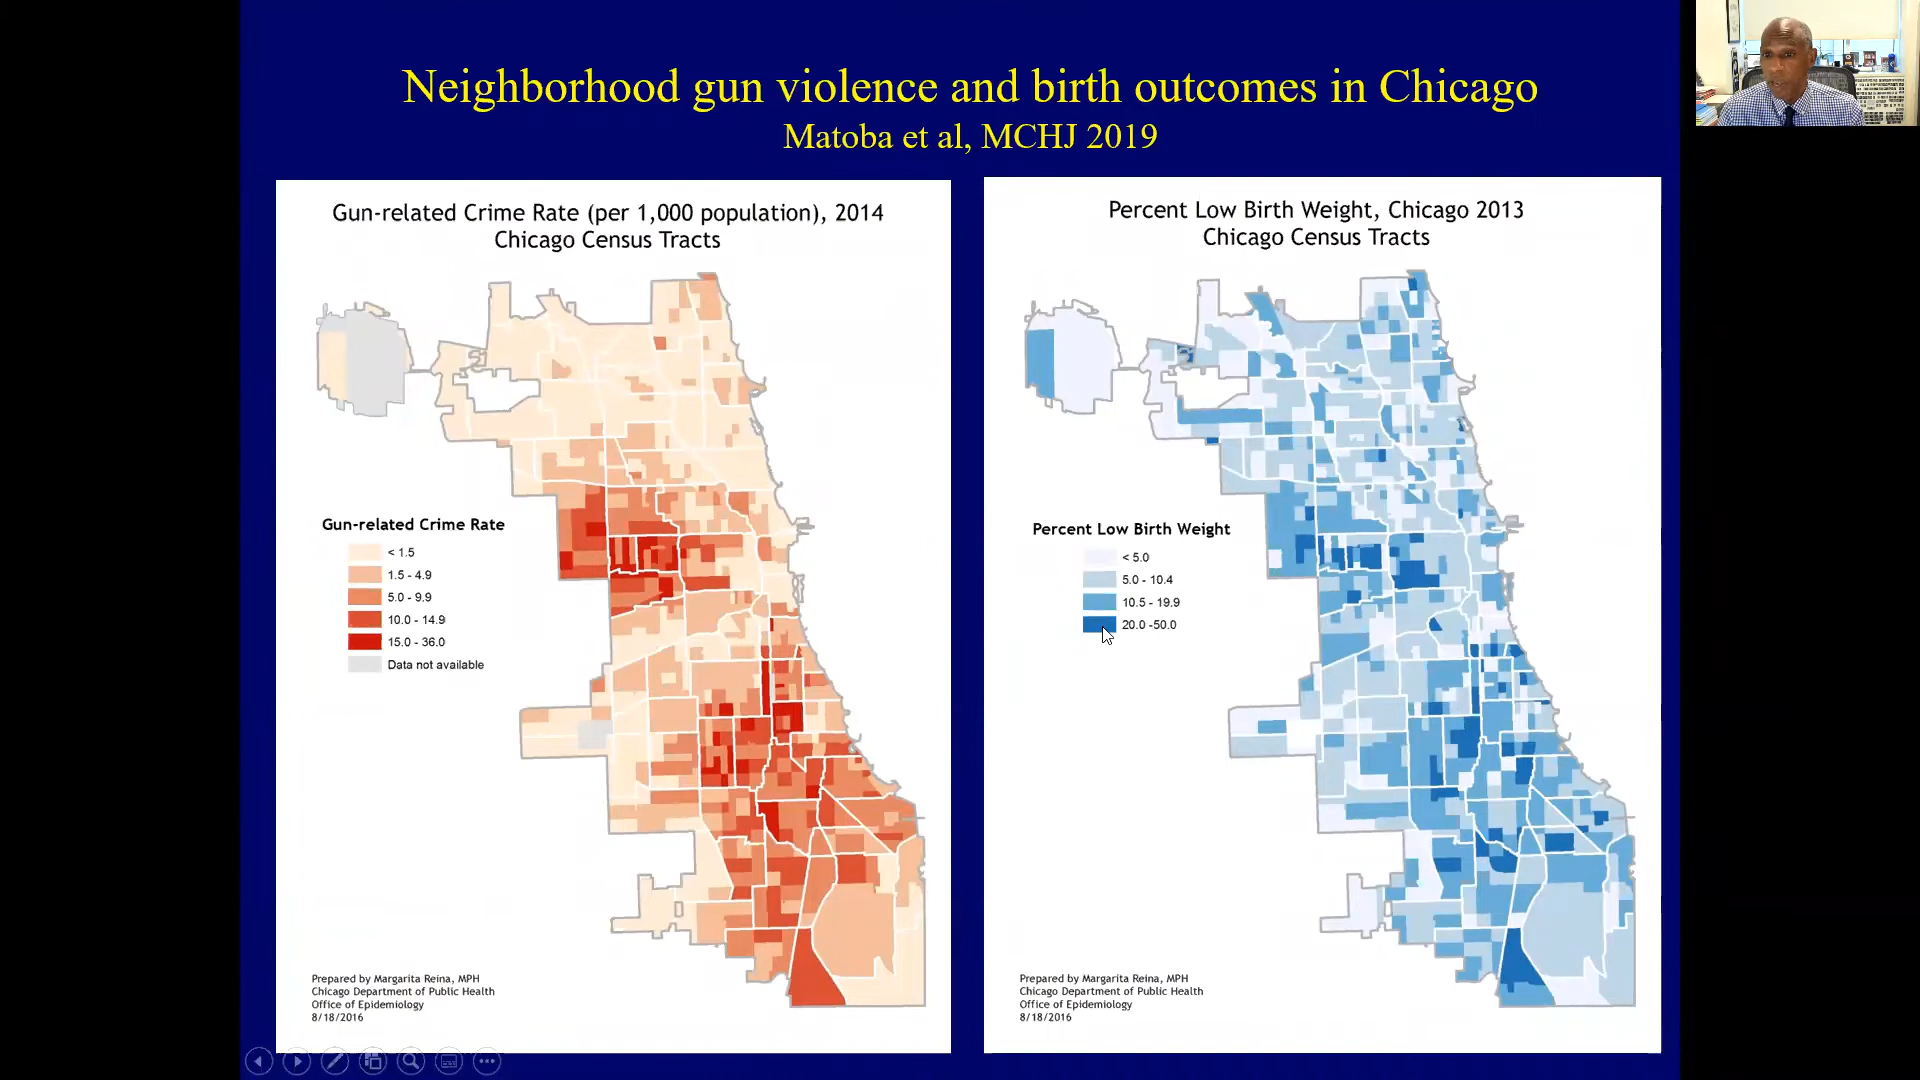 Neighborhood gun violence and birth outcomes in Chicago
Matoba et al, MCHJ 2019
Gun-related Crime Rate (per 1,000 population), 2014
Chicago Census Tracts
Gun-related Crime Rate
< 1.5
1.5 - 4.9
5.0 - 9.9
10.0 - 14.9
15.0 - 36.0
Data not available
Prepared by Margarita Reina, MPH
Chicago Department of Public Health
Office of Epidemiology
8/18/2016
Percent Low Birth Weight, Chicago 2013
Chicago Census Tracts
Percent Low Birth Weight
< 5.0
5.0 - 10.4
10.5 - 19.9
20.0 -50.0
Prepared by Margarita Reina, MPH
Chicago Department of Public Health
Office of Epidemiology
8/18/2016